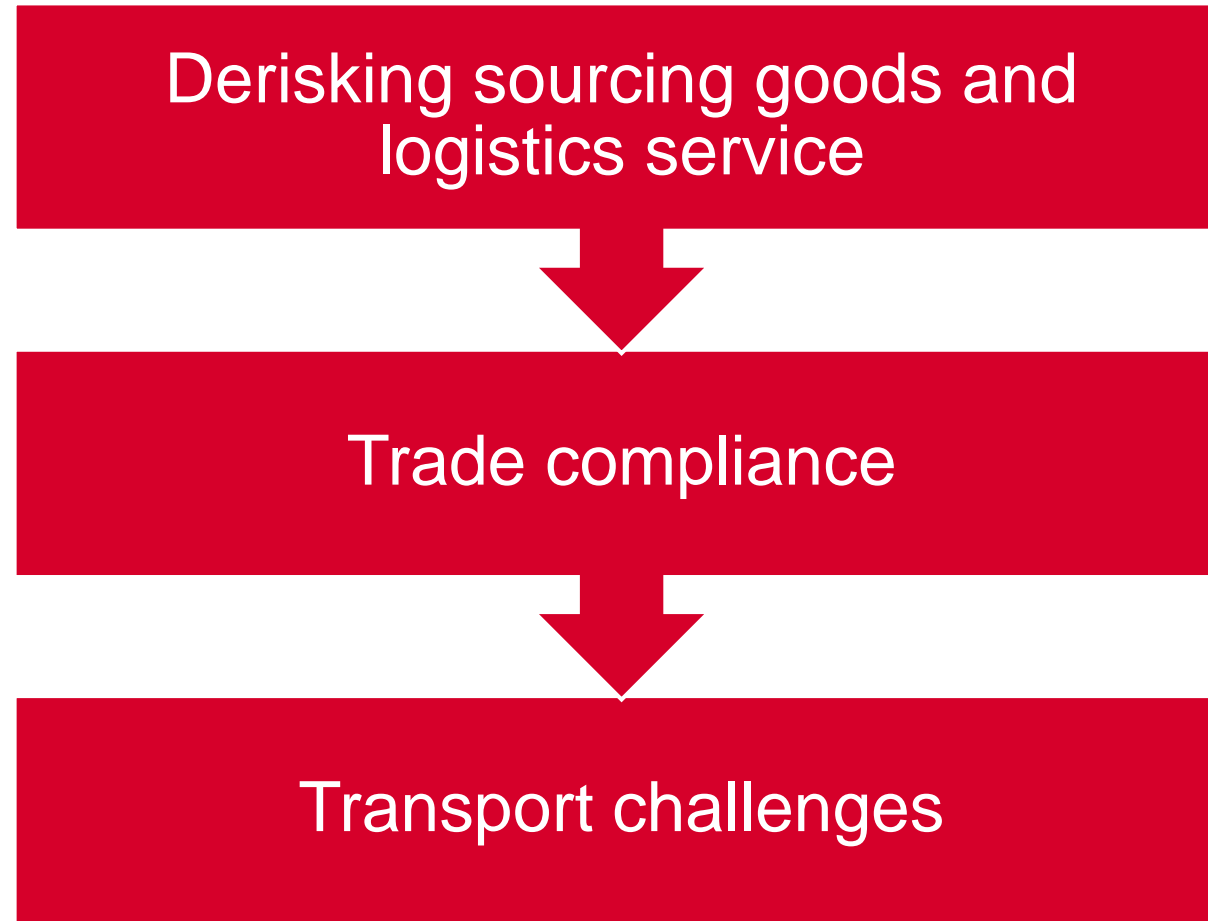 Derisking sourcing goods and
logistics service
Trade compliance
Transport challenges